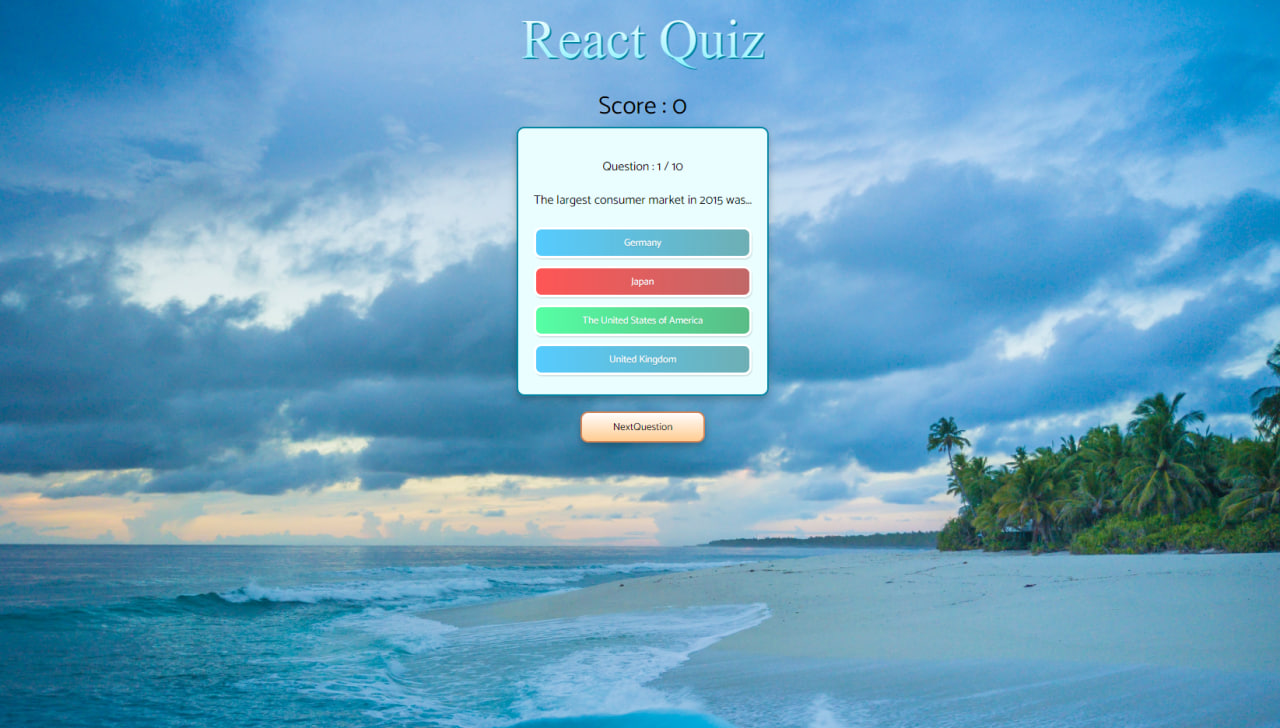 React Quiz
Score : 0
Question : 1 / 10
The largest consumer market in 2015 was...
Germany
Japan
The United States of America
United Kingdom
NextQuestion